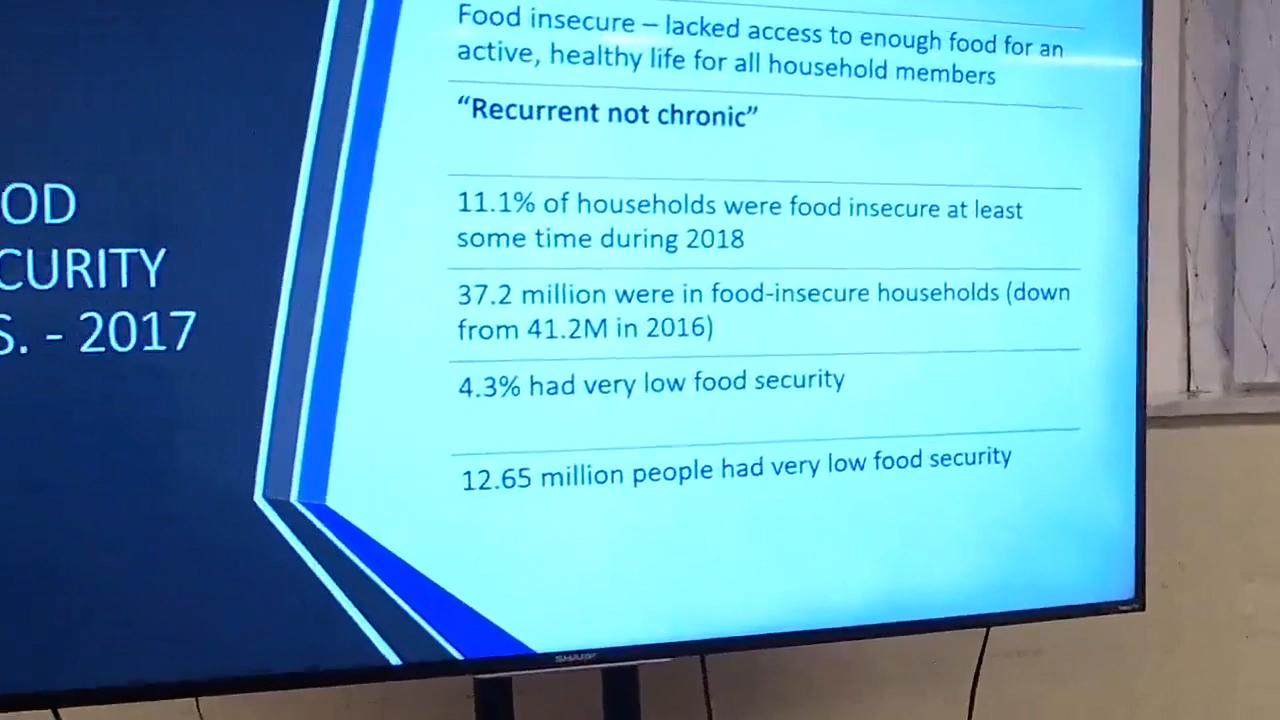 OD
CURITY
S. - 2017
Food insecure – lacked access to enough food for an
active, healthy life for all household members
“Recurrent not chronic”
11.1% of households were food insecure at least
some time during 2018
37.2 million were in food-insecure households (down
from 41.2M in 2016)
4.3% had very low food security
12.65 million people had very low food security
SHARP